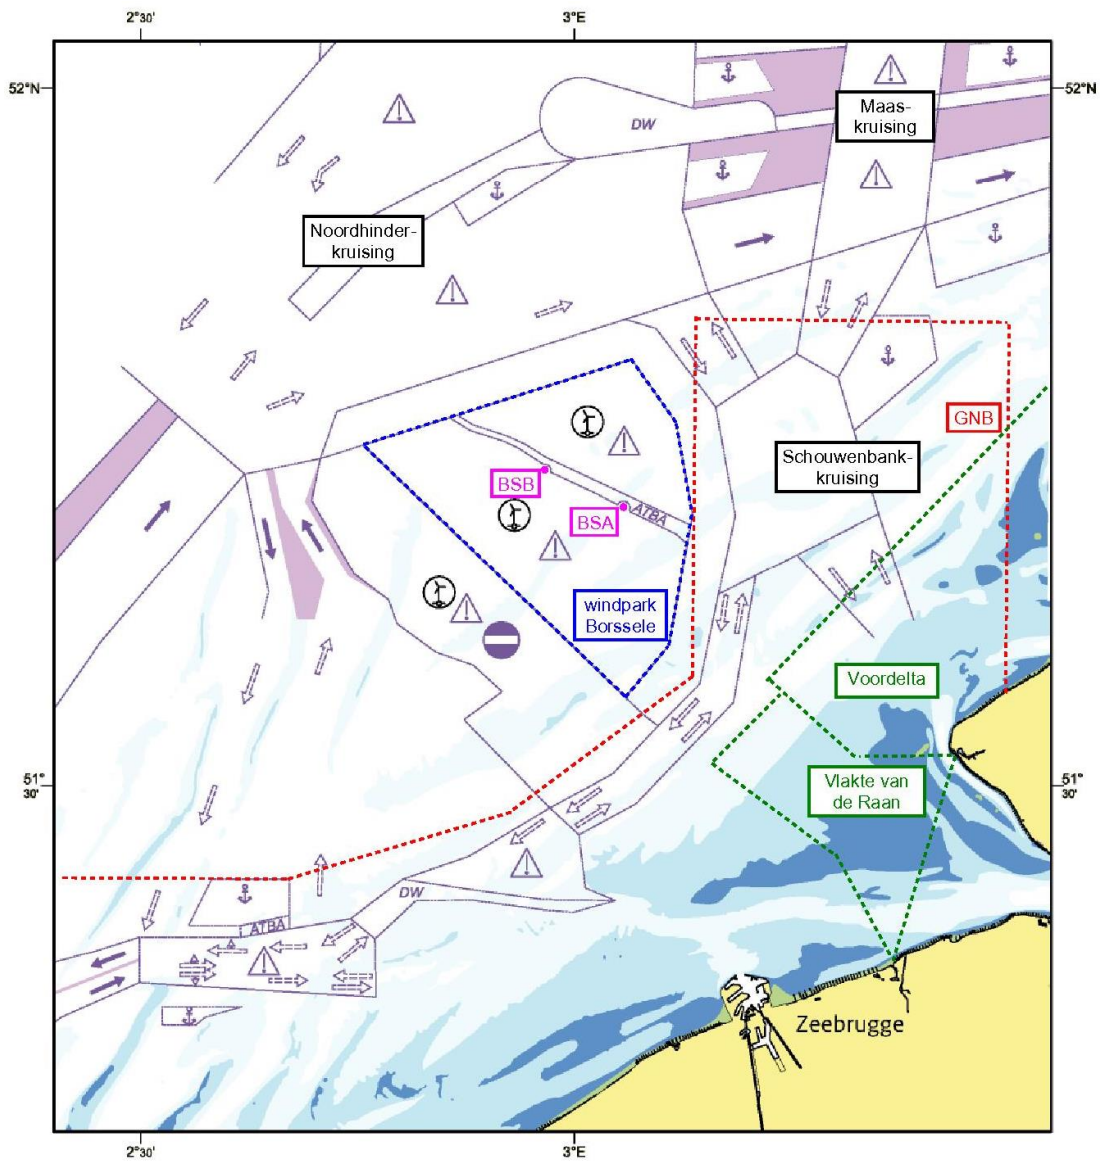 2°30'
3°E
52°N
52°N
Maas-
kruising
DW
Noordhinder-
kruising
GNB
Schouwenbank-
kruising
BSB
BSA
ATBA
windpark
Borssele
Voordelta
Vlakte van
de Raan
51°
30'
51°
30'
DW
ATBA
Zeebrugge
2°30'
3°E